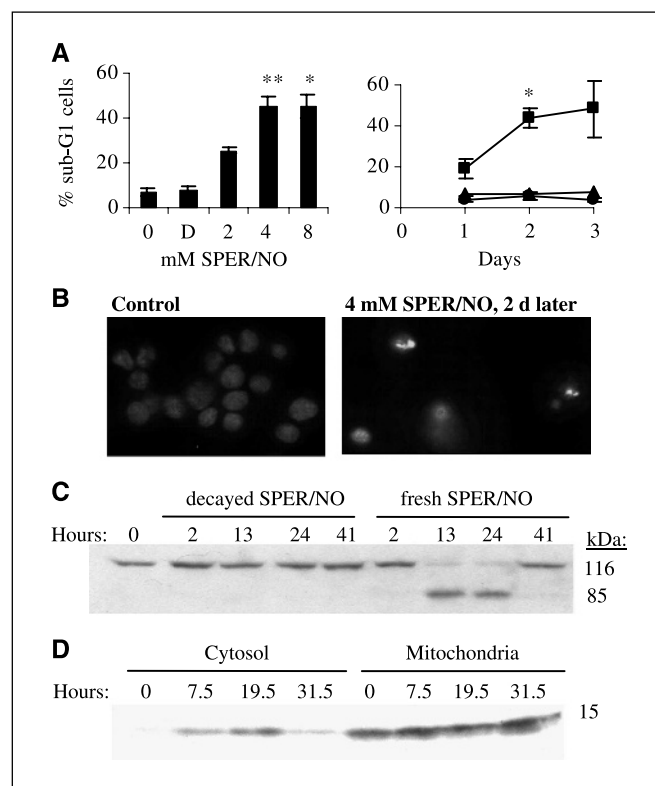 A
% sub-G1 cells
60
40
20
0
** *
0 D 2 4 8
mM SPER/NO
60
40
20
0
*
0 1 2 3
Days
B
Control
4 mM SPER/NO, 2 d later
C
decayed SPER/NO fresh SPER/NO
Hours: 0 2 13 24 41 2 13 24 41 kDa:
116
85
D
Cytosol Mitochondria
Hours: 0 7.5 19.5 31.5 0 7.5 19.5 31.5 15